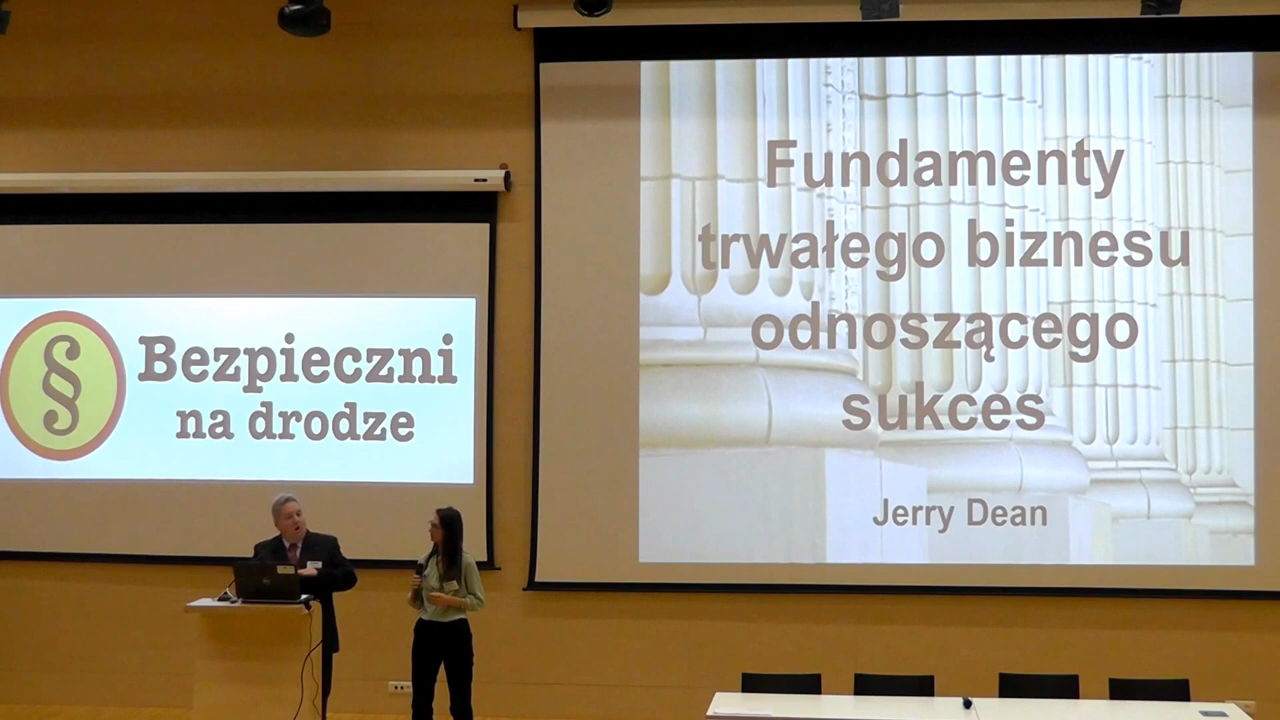 §
Bezpieczni
na drodze
Fundamenty
trwałego biznesu
odnoszącego
sukces
Jerry Dean